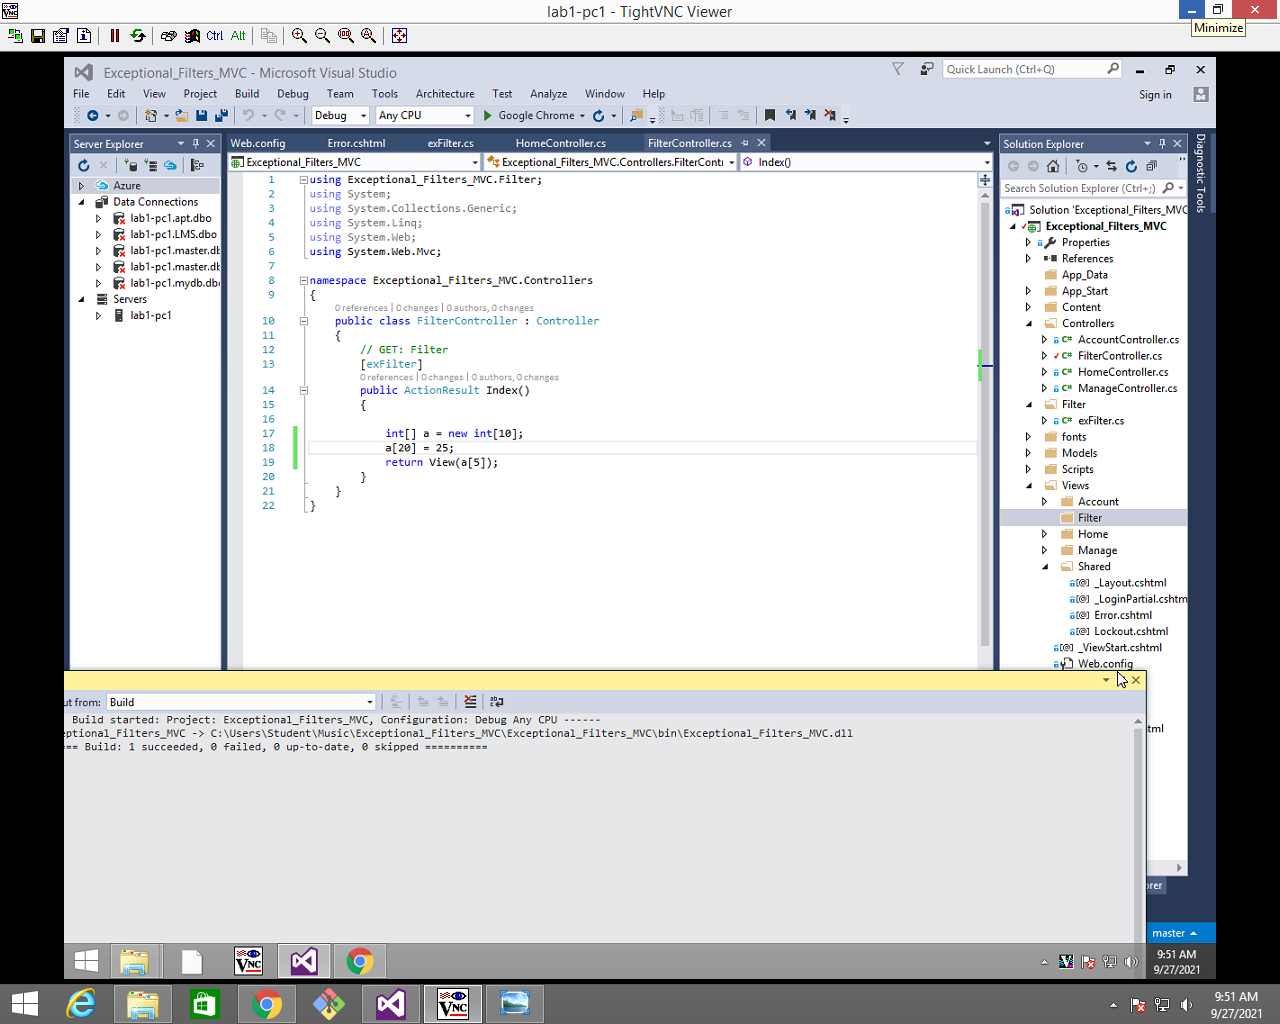 lab1-pc1 - TightVNC Viewer
Minimize
Ctrl Alt
Exceptional_Filters_MVC - Microsoft Visual Studio
Quick Launch (Ctrl+Q)
File Edit View Project Build Debug Team Tools Architecture Test Analyze Window Help
Sign in
Debug Any CPU Google Chrome
Server Explorer
Azure
Data Connections
lab1-pc1.apt.dbo
lab1-pc1.LMS.dbo
lab1-pc1.master.db
lab1-pc1.master.db
lab1-pc1.mydb.dbo
Servers
lab1-pc1
Web.config Error.cshtml exFilter.cs HomeController.cs FilterController.cs
Exceptional_Filters_MVC Exceptional_Filters_MVC.Controllers.FilterContr Index()
1 using Exceptional_Filters_MVC.Filter;
2 using System;
3 using System.Collections.Generic;
4 using System.Linq;
5 using System.Web;
6 using System.Web.Mvc;
7
8 namespace Exceptional_Filters_MVC.Controllers
9 {
0 references | 0 changes | 0 authors, 0 changes
10 public class FilterController : Controller
11 {
12 // GET: Filter
13 [exFilter]
0 references | 0 changes | 0 authors, 0 changes
14 public ActionResult Index()
15 {
16
17 int[] a = new int[10];
18 a[20] = 25;
19 return View(a[5]);
20 }
21 }
22 }
Solution Explorer
Search Solution Explorer (Ctrl+;)
Solution 'Exceptional_Filters_MVC
Exceptional_Filters_MVC
Properties
References
App_Data
App_Start
Content
Controllers
AccountController.cs
FilterController.cs
HomeController.cs
ManageController.cs
Filter
exFilter.cs
fonts
Models
Scripts
Views
Account
Filter
Home
Manage
Shared
_Layout.cshtml
_LoginPartial.cshtm
Error.cshtml
Lockout.cshtml
_ViewStart.cshtml
Web.config
tml
orer
Diagnostic Tools
ut from: Build
Build started: Project: Exceptional_Filters_MVC, Configuration: Debug Any CPU ------
eptional_Filters_MVC -> C:\Users\Student\Music\Exceptional_Filters_MVC\Exceptional_Filters_MVC\bin\Exceptional_Filters_MVC.dll
== Build: 1 succeeded, 0 failed, 0 up-to-date, 0 skipped ==========
master
9:51 AM
9/27/2021
9:51 AM
9/27/2021